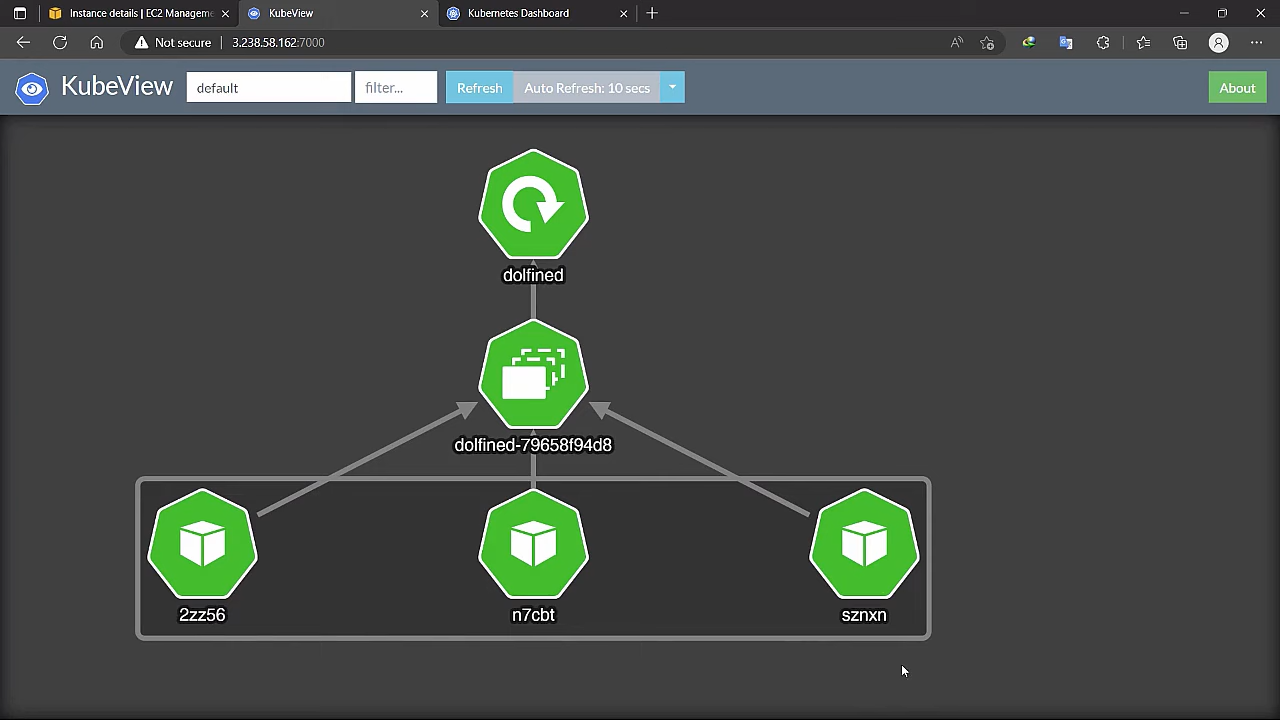 Instance details | EC2 Manageme
KubeView
Kubernetes Dashboard
Not secure
3.238.58.162:7000
KubeView
default
filter...
Refresh
Auto Refresh: 10 secs
About
dolfined
dolfined-79658f94d8
2zz56
n7cbt
sznxn